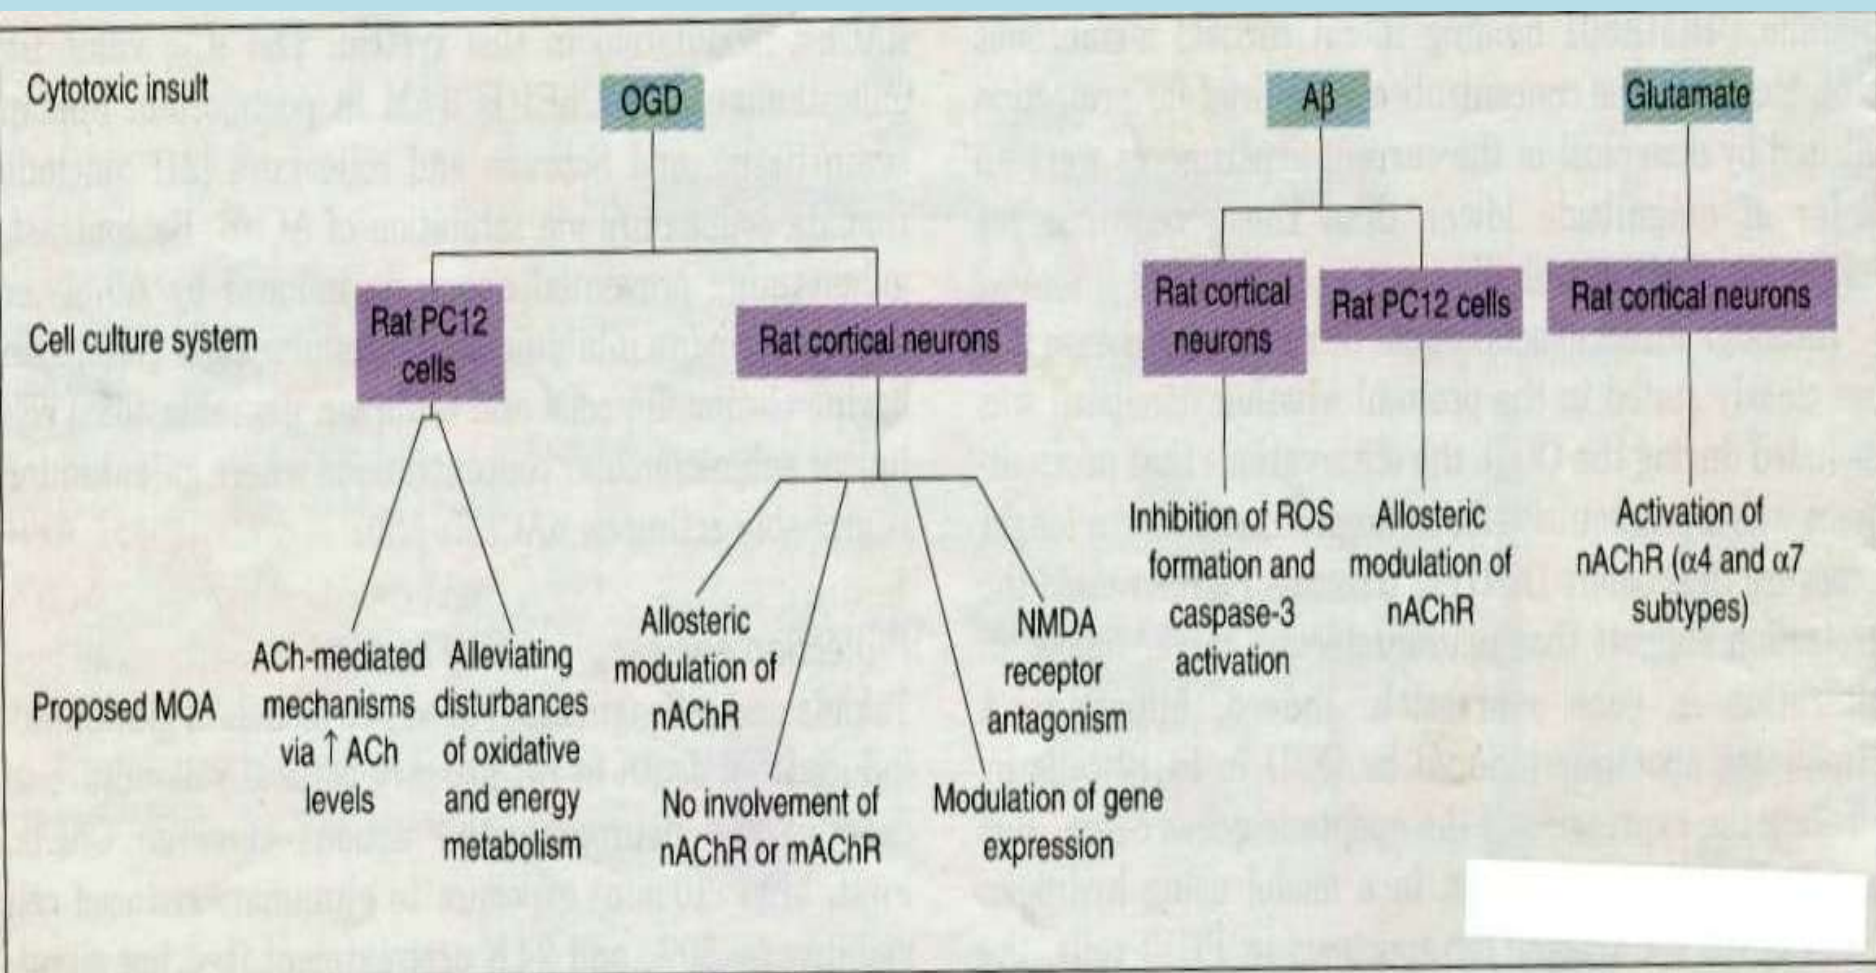 Cytotoxic insult
OGD
Aβ
Glutamate
Cell culture system
Rat PC12
cells
Rat cortical neurons
Rat cortical
neurons
Rat PC12 cells
Rat cortical neurons
Proposed MOA
ACh-mediated
mechanisms
via ↑ ACh
levels
Alleviating
disturbances
of oxidative
and energy
metabolism
Allosteric
modulation of
nAChR
No involvement of
nAChR or mAChR
Modulation of gene
expression
NMDA
receptor
antagonism
Inhibition of ROS
formation and
caspase-3
activation
Allosteric
modulation of
nAChR
Activation of
nAChR (α4 and α7
subtypes)